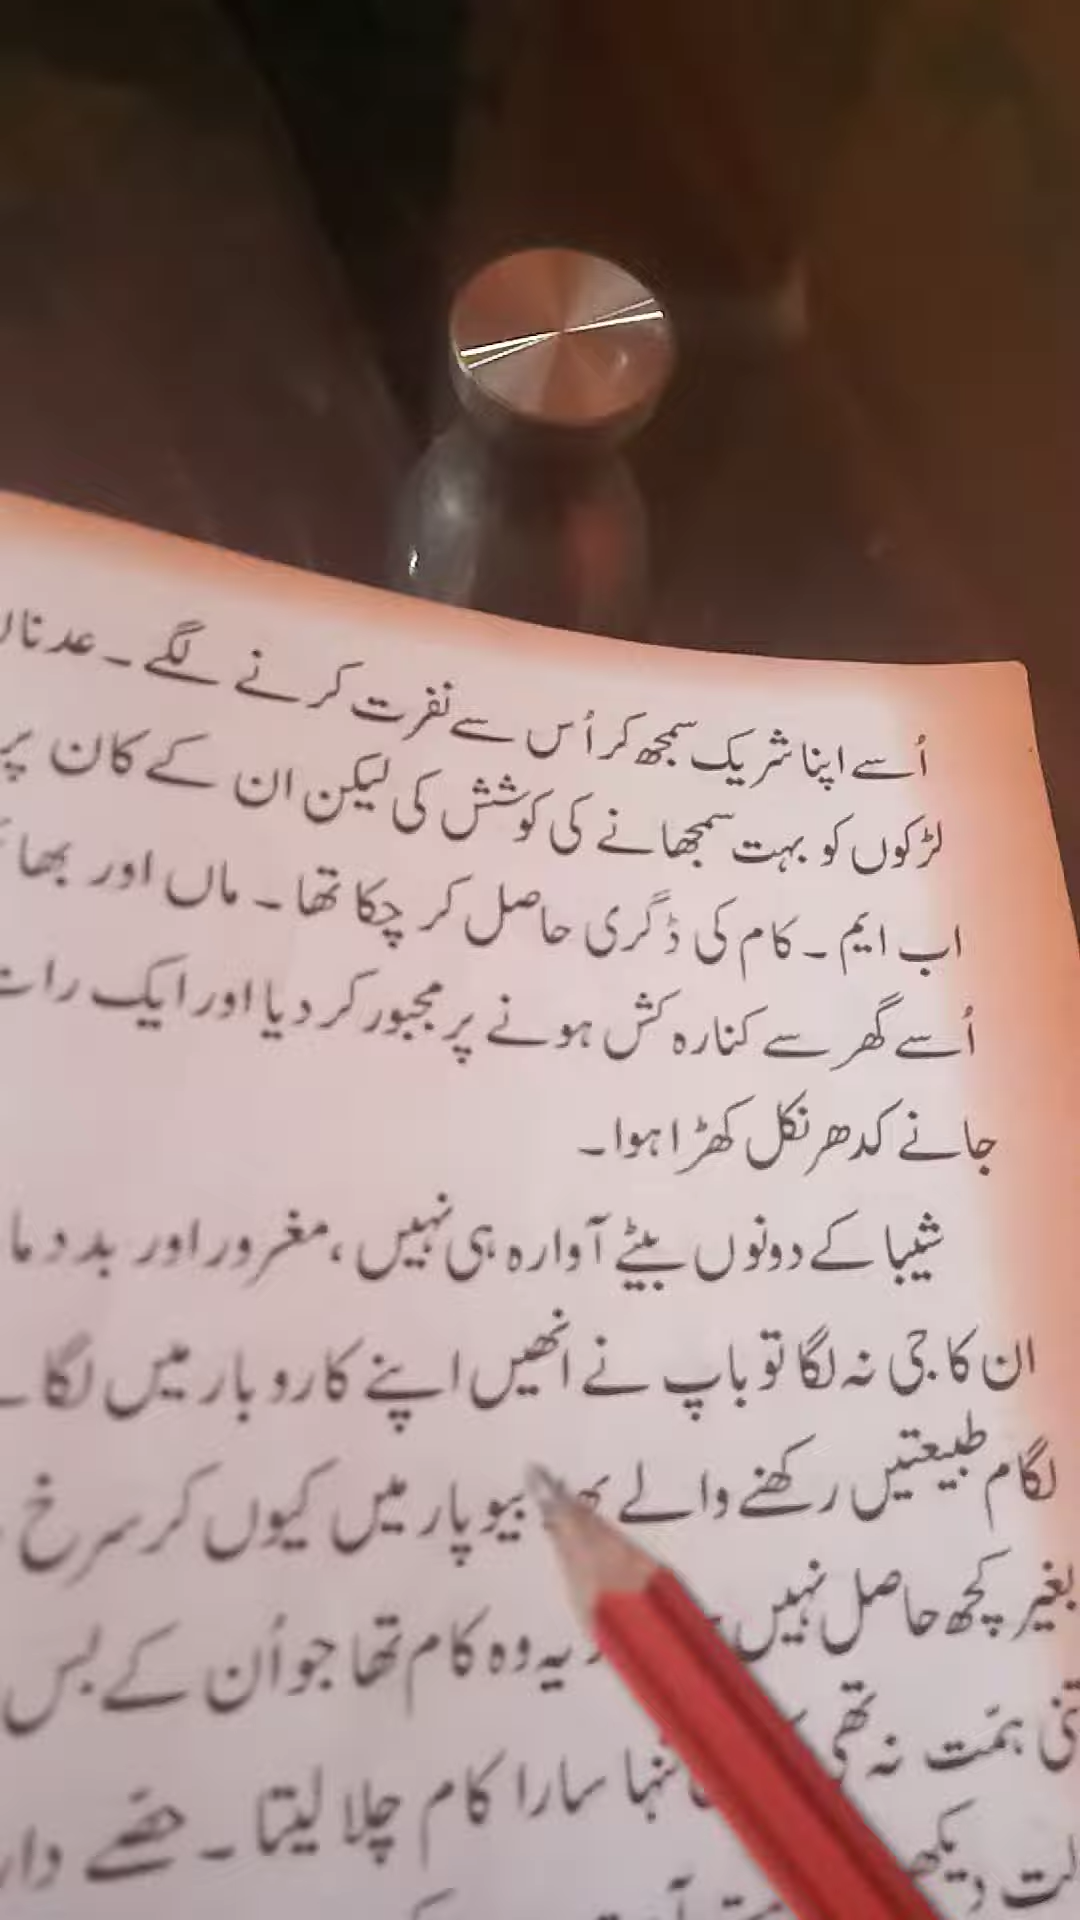 اُسے اپنا شریک سمجھ کر اُس سے نفرت کرنے لگے۔ عدنا
لڑکوں کو بہت سمجھانے کی کوشش کی لیکن ان کے کان پر
اب ایم۔ کام کی ڈگری حاصل کر چکا تھا۔ ماں اور بھا
اُسے گھر سے کنارہ کش ہونے پر مجبور کر دیا اور ایک رات
جانے کدھر نکل کھڑا ہوا۔
شیبا کے دونوں بیٹے آوارہ ہی نہیں، مغرور اور بد دما
ان کا جی نہ لگا تو باپ نے انھیں اپنے کاروبار میں لگا
لگام طبیعتیں رکھنے والے بیوپار میں کیوں کر سرخ
بغیر کچھ حاصل نہیں یہ وہ کام تھا جو اُن کے بس
ہمّت نہ تھی تنہا سارا کام چلا لیتا۔ حصّے دار
لت دیکھ